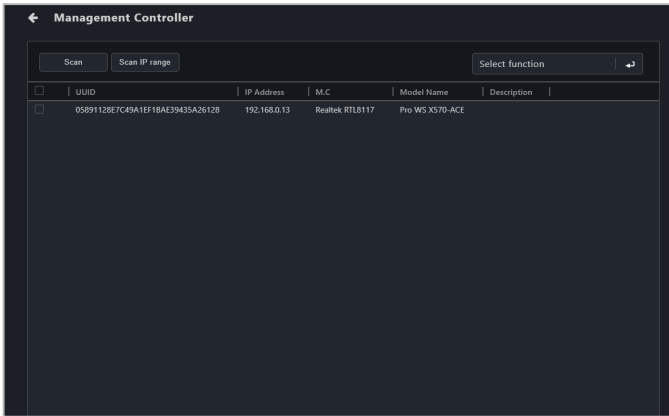 Management Controller
Scan Scan IP range Select function
UUID IP Address M.C Model Name Description
05891128E7C49A1EF1BAE39435A26128 192.168.0.13 Realtek RTL8117 Pro WS X570-ACE